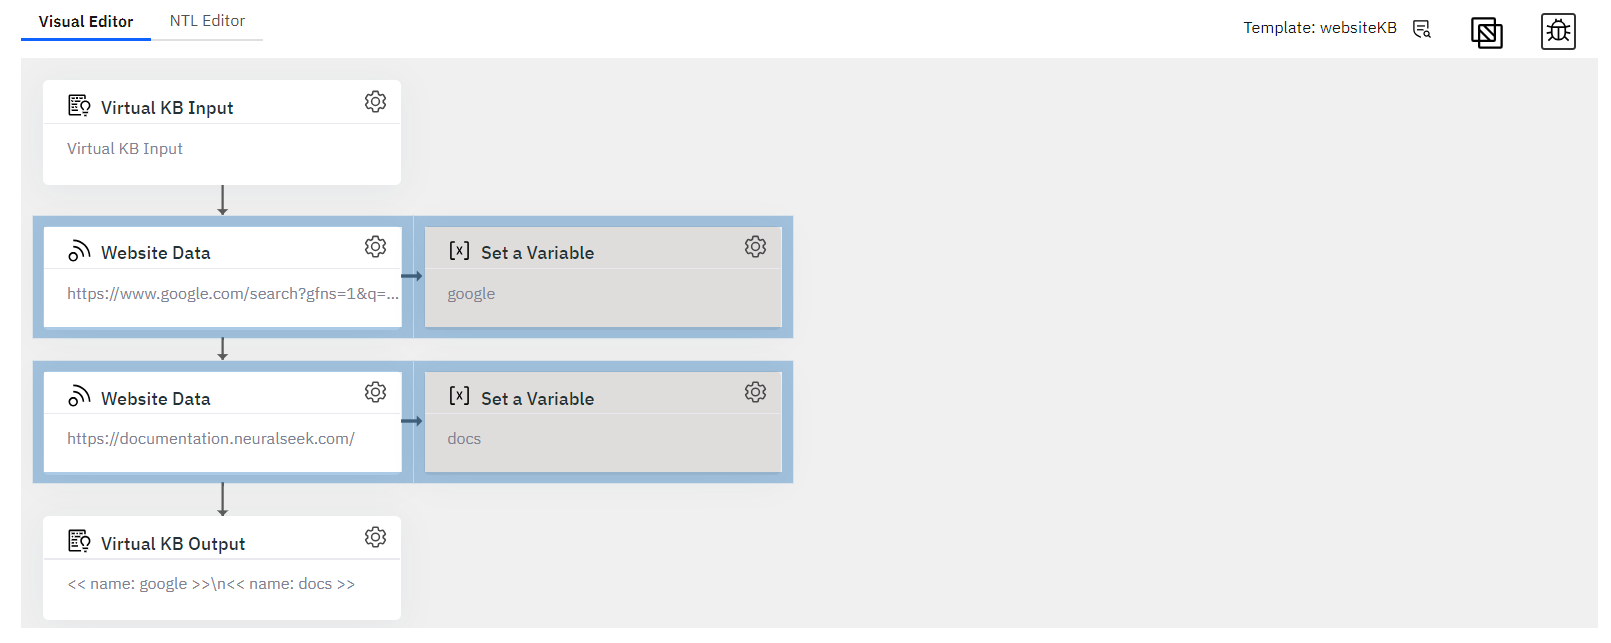 Visual Editor
NTL Editor
Template: websiteKB
Virtual KB Input
Virtual KB Input
Website Data
https://www.google.com/search?gfns=1&q=...
[x] Set a Variable
google
Website Data
https://documentation.neuralseek.com/
[x] Set a Variable
docs
Virtual KB Output
<< name: google >>\n<< name: docs >>